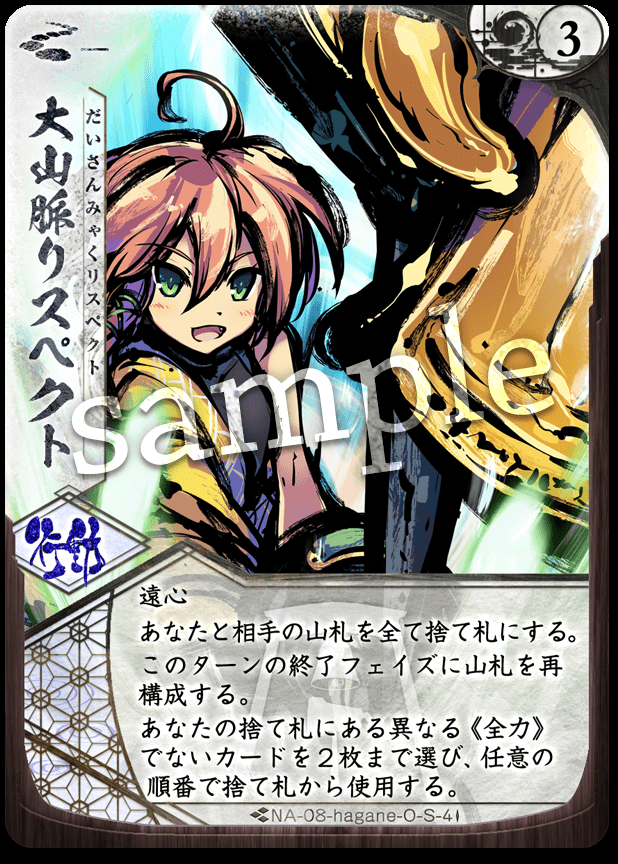 3
大山脈リスペクト
だいさんみゃくリスペクト
sample
行動
遠心
あなたと相手の山札を全て捨て札にする。
このターンの終了フェイズに山札を再
構成する。
あなたの捨て札にある異なる《全力》
でないカードを２枚まで選び、任意の
順番で捨て札から使用する。
NA-08-hagane-O-S-4